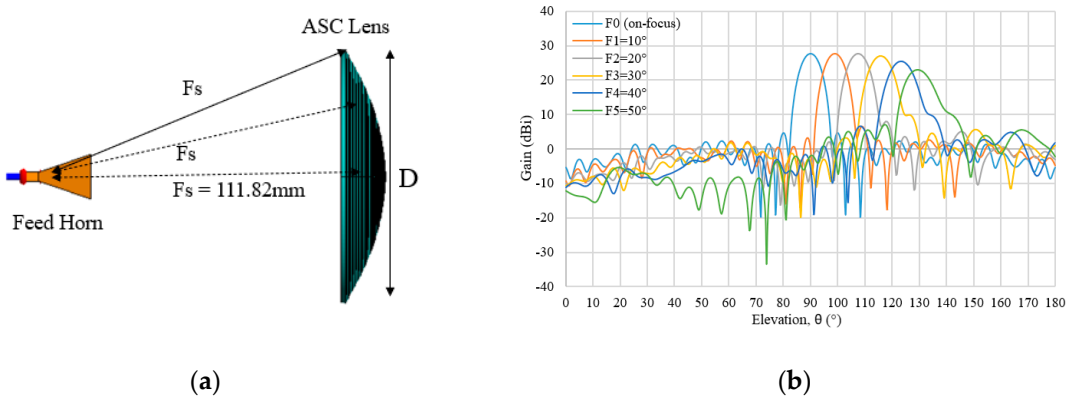 ASC Lens
Fs
Fs
Fs = 111.82mm
D
Feed Horn
(a)
F0 (on-focus)
F1=10°
F2=20°
F3=30°
F4=40°
F5=50°
Gain (dBi)
40
30
20
10
0
-10
-20
-30
-40
0 10 20 30 40 50 60 70 80 90 100 110 120 130 140 150 160 170 180
Elevation, θ (°)
(b)